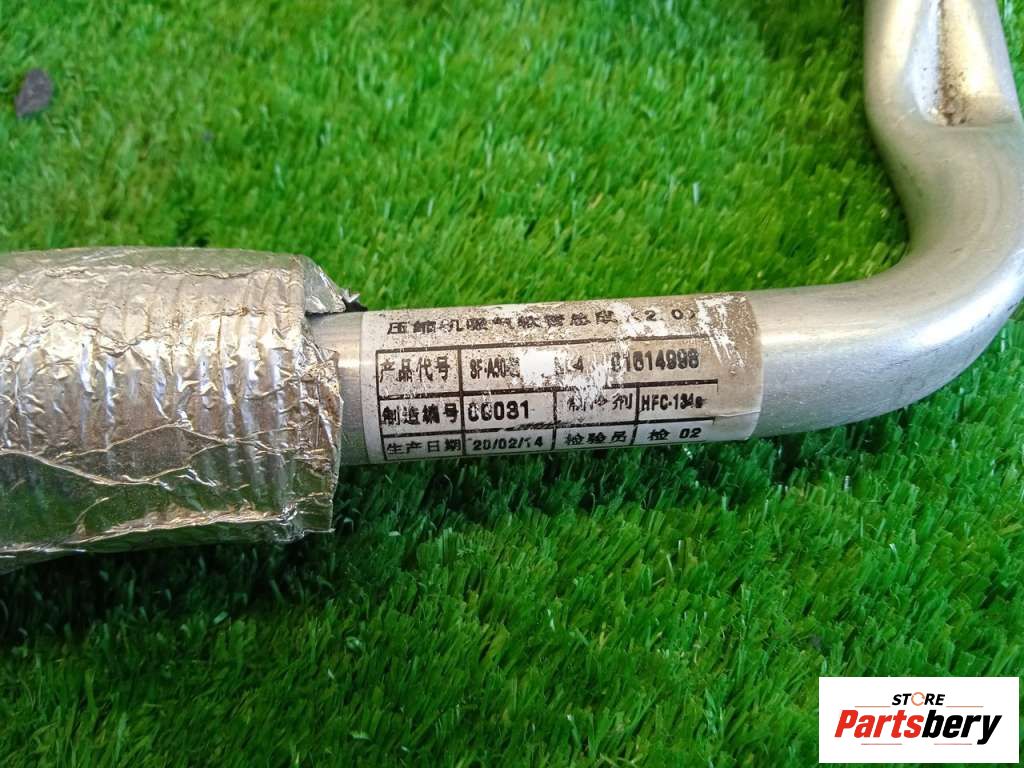 压缩机吸气软管总成(2.0)
产品代号 81614998
制造编号 00031 制冷剂 HFC-134a
生产日期 20/02/14 检验员 检 02
STORE
Partsbery